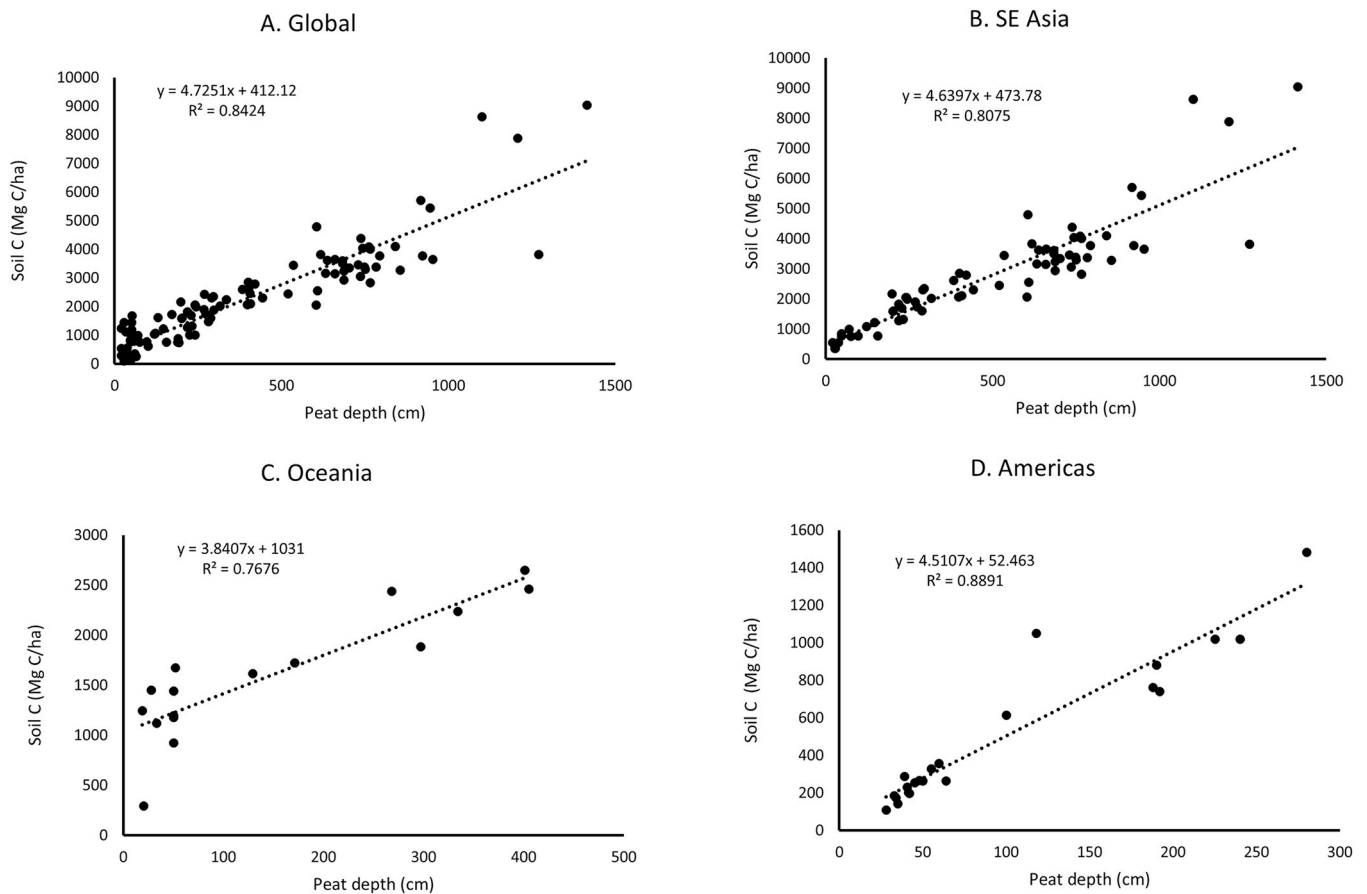 A. Global
y = 4.7251x + 412.12
R² = 0.8424
Soil C (Mg C/ha)
10000
9000
8000
7000
6000
5000
4000
3000
2000
1000
0
0 500 1000 1500
Peat depth (cm)
B. SE Asia
y = 4.6397x + 473.78
R² = 0.8075
Soil C (Mg C/ha)
10000
9000
8000
7000
6000
5000
4000
3000
2000
1000
0
0 500 1000 1500
Peat depth (cm)
C. Oceania
y = 3.8407x + 1031
R² = 0.7676
Soil C (Mg C/ha)
3000
2500
2000
1500
1000
500
0
0 100 200 300 400 500
Peat depth (cm)
D. Americas
y = 4.5107x + 52.463
R² = 0.8891
Soil C (Mg C/ha)
1600
1400
1200
1000
800
600
400
200
0
0 50 100 150 200 250 300
Peat depth (cm)